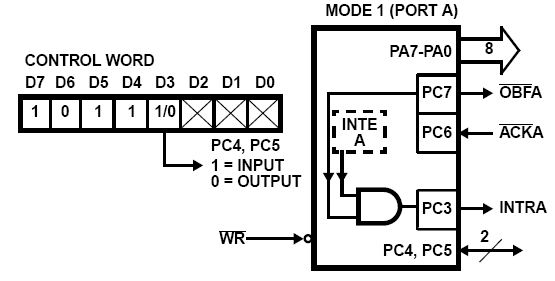 MODE 1 (PORT A)
CONTROL WORD
D7 D6 D5 D4 D3 D2 D1 D0
1 0 1 1 1/0
PC4, PC5
1 = INPUT
0 = OUTPUT
WR
PA7-PA0
8
PC7
OBFA
INTE
A
PC6
ACKA
PC3
INTRA
PC4, PC5
2